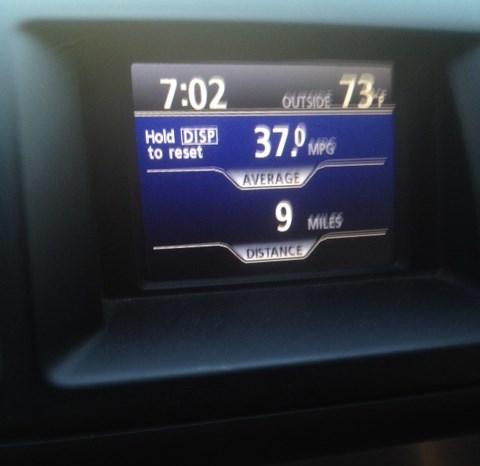 7:02 OUTSIDE 73°F
Hold DISP
to reset
37.0 MPG
AVERAGE
9 MILES
DISTANCE